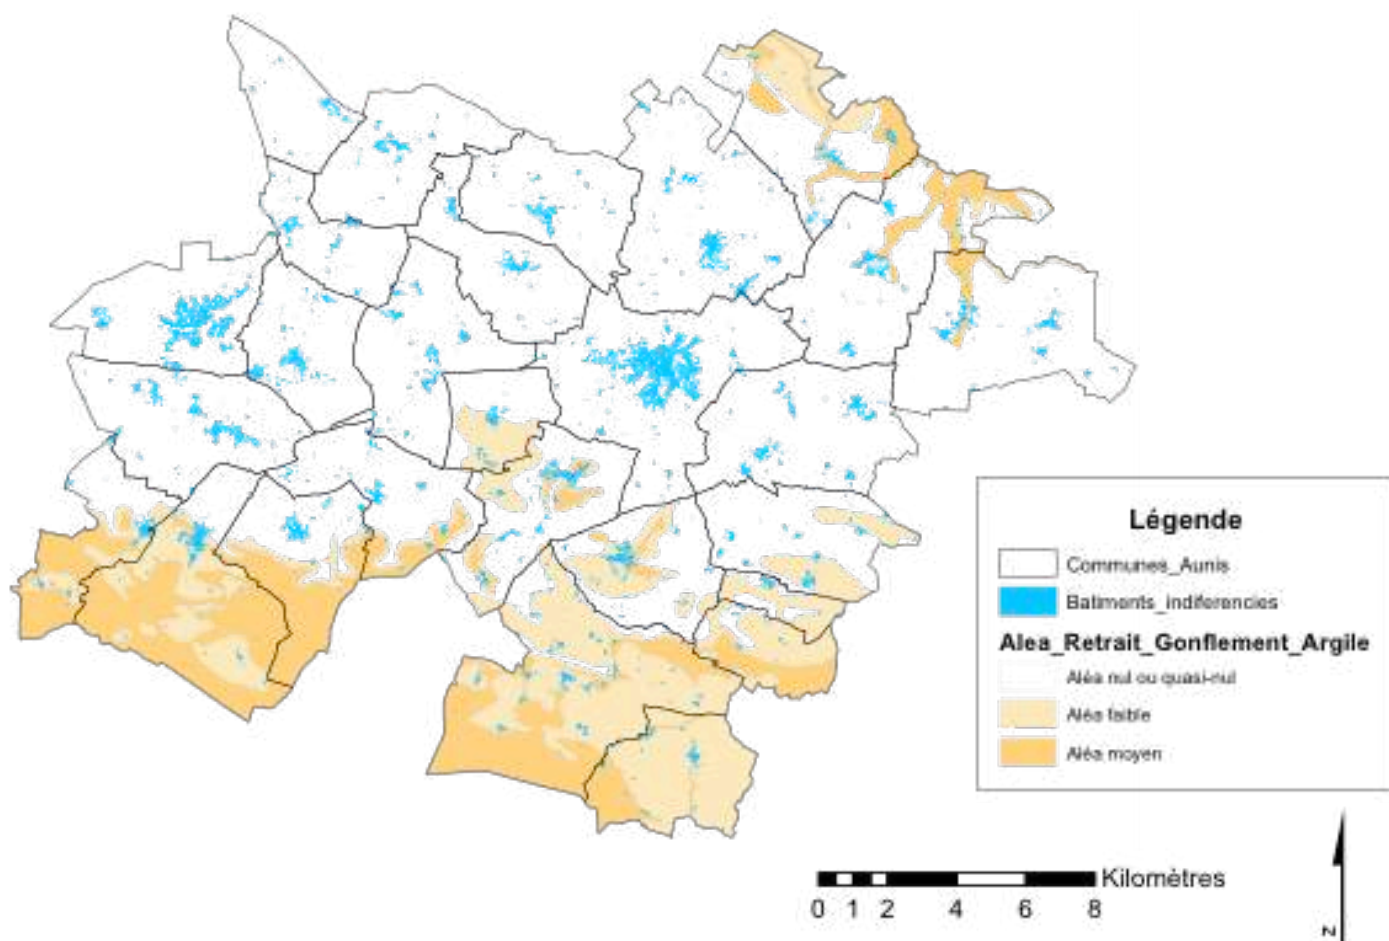 Légende
Communes_Aunis
Batiments_indiferencies
Alea_Retrait_Gonflement_Argile
Aléa nul ou quasi-nul
Aléa faible
Aléa moyen
Kilomètres
0 1 2 4 6 8
N